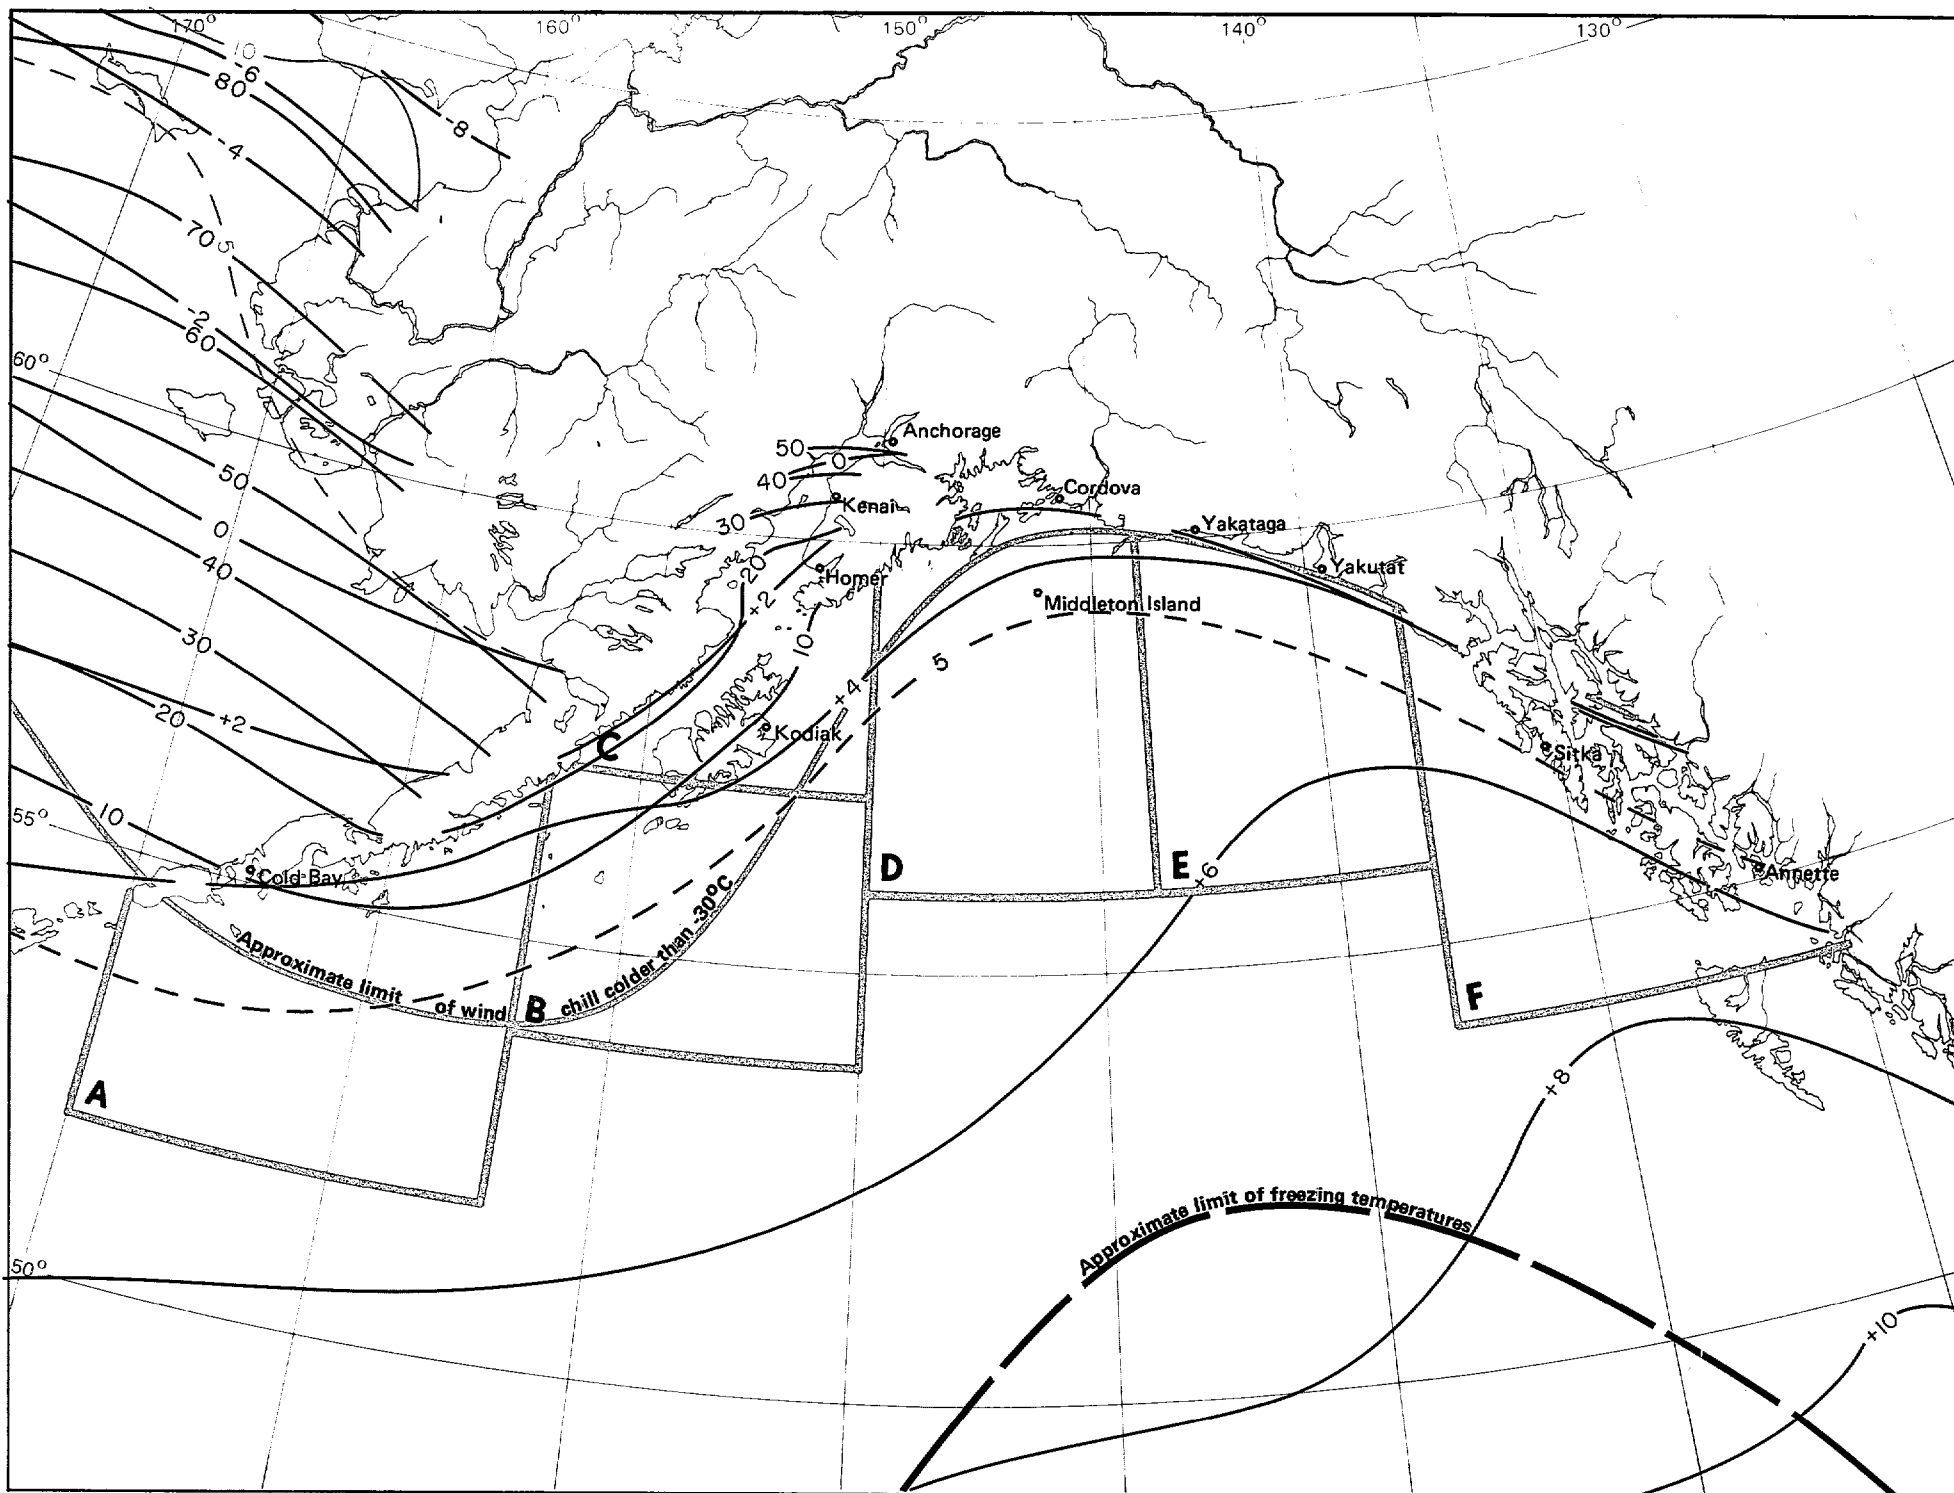 170°
160°
150°
140°
130°
10
-6
80
-8
-4
70
5
-2
60
60°
50
0
40
30
20
+2
10
55°
50
0
40
30
20
+2
10
+4
5
Anchorage
Kenai
Homer
Cordova
Yakataga
Yakutat
Middleton Island
Kodiak
Sitka
Annette
Cold Bay
C
D
E
+6
Approximate limit of wind chill colder than -30°C
B
F
A
+8
Approximate limit of freezing temperatures
50°
+10